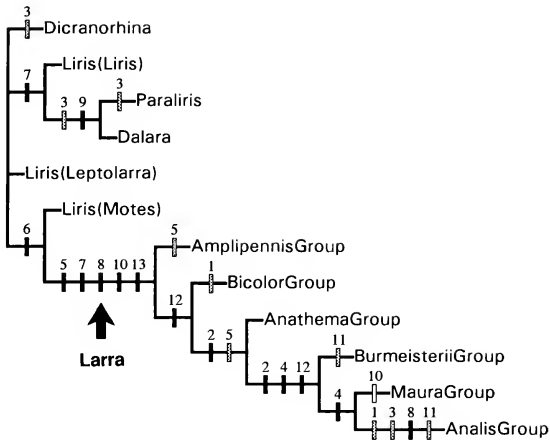 3
Dicranorhina
Liris(Liris)
7
3
3 9
Paraliris
Dalara
Liris(Leptolarra)
Liris(Motes)
6
5
AmplipennisGroup
5 7 8 10 13
1
BicolorGroup
12
Larra
AnathemaGroup
2 5
11
BurmeisteriiGroup
2 4 12
10
MauraGroup
4
1 3 8 11
AnalisGroup